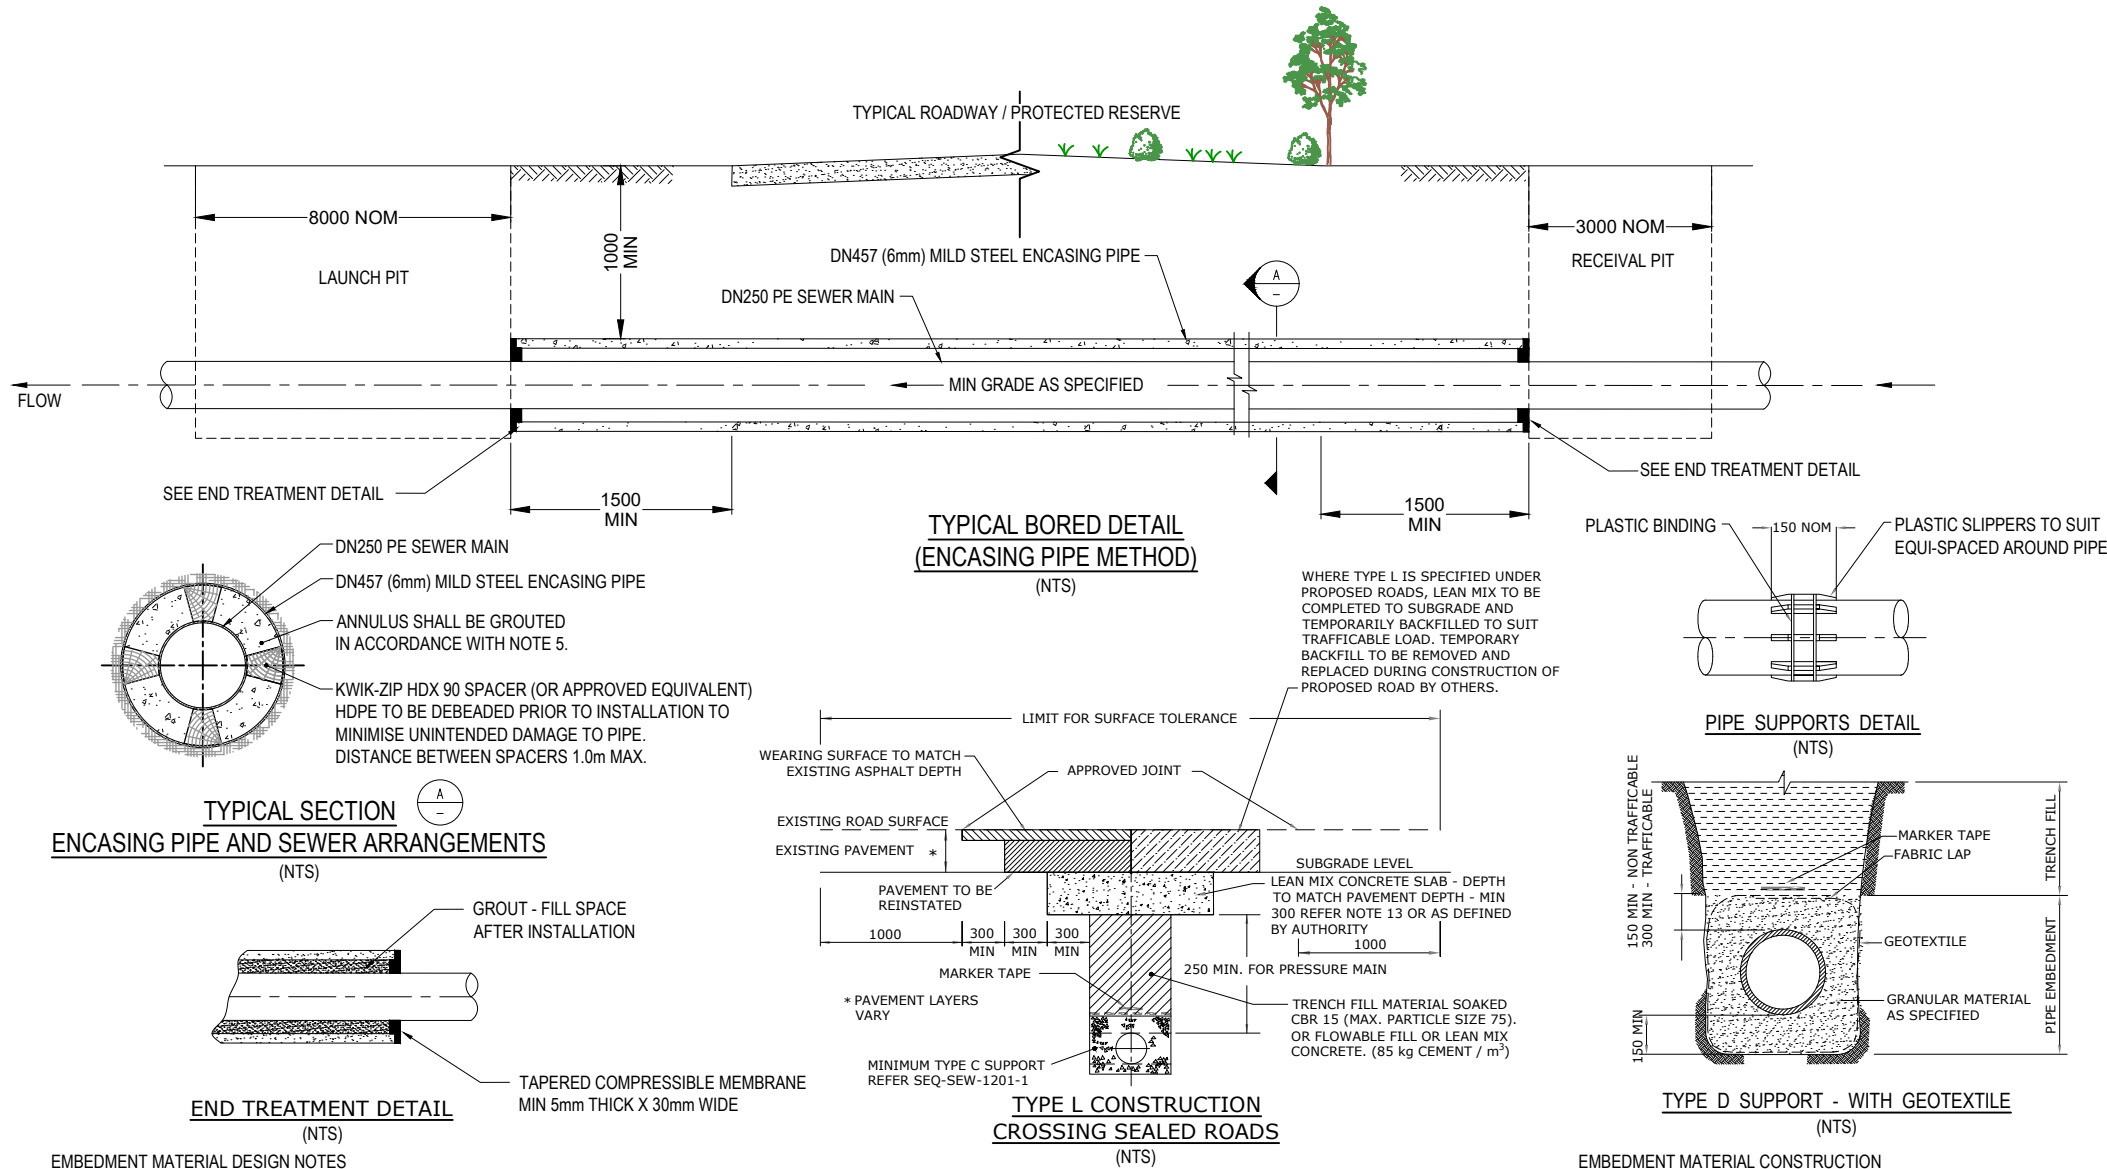 TYPICAL ROADWAY / PROTECTED RESERVE
8000 NOM
LAUNCH PIT
1000
MIN
DN457 (6mm) MILD STEEL ENCASING PIPE
DN250 PE SEWER MAIN
A
–
3000 NOM
RECEIVAL PIT
FLOW
MIN GRADE AS SPECIFIED
SEE END TREATMENT DETAIL
1500
MIN
1500
MIN
SEE END TREATMENT DETAIL
TYPICAL BORED DETAIL
(ENCASING PIPE METHOD)
(NTS)
DN250 PE SEWER MAIN
DN457 (6mm) MILD STEEL ENCASING PIPE
ANNULUS SHALL BE GROUTED
IN ACCORDANCE WITH NOTE 5.
KWIK-ZIP HDX 90 SPACER (OR APPROVED EQUIVALENT)
HDPE TO BE DEBEADED PRIOR TO INSTALLATION TO
MINIMISE UNINTENDED DAMAGE TO PIPE.
DISTANCE BETWEEN SPACERS 1.0m MAX.
TYPICAL SECTION
A
–
ENCASING PIPE AND SEWER ARRANGEMENTS
(NTS)
GROUT - FILL SPACE
AFTER INSTALLATION
TAPERED COMPRESSIBLE MEMBRANE
MIN 5mm THICK X 30mm WIDE
END TREATMENT DETAIL
(NTS)
EMBEDMENT MATERIAL DESIGN NOTES
WHERE TYPE L IS SPECIFIED UNDER
PROPOSED ROADS, LEAN MIX TO BE
COMPLETED TO SUBGRADE AND
TEMPORARILY BACKFILLED TO SUIT
TRAFFICABLE LOAD. TEMPORARY
BACKFILL TO BE REMOVED AND
REPLACED DURING CONSTRUCTION OF
PROPOSED ROAD BY OTHERS.
LIMIT FOR SURFACE TOLERANCE
WEARING SURFACE TO MATCH
EXISTING ASPHALT DEPTH
APPROVED JOINT
EXISTING ROAD SURFACE
EXISTING PAVEMENT *
SUBGRADE LEVEL
PAVEMENT TO BE
REINSTATED
LEAN MIX CONCRETE SLAB - DEPTH
TO MATCH PAVEMENT DEPTH - MIN
300 REFER NOTE 13 OR AS DEFINED
BY AUTHORITY
1000
300
MIN
300
MIN
300
MIN
1000
MARKER TAPE
250 MIN. FOR PRESSURE MAIN
* PAVEMENT LAYERS
VARY
TRENCH FILL MATERIAL SOAKED
CBR 15 (MAX. PARTICLE SIZE 75).
OR FLOWABLE FILL OR LEAN MIX
CONCRETE. (85 kg CEMENT / m³)
MINIMUM TYPE C SUPPORT
REFER SEQ-SEW-1201-1
TYPE L CONSTRUCTION
CROSSING SEALED ROADS
(NTS)
PLASTIC BINDING
150 NOM
PLASTIC SLIPPERS TO SUIT
EQUI-SPACED AROUND PIPE
PIPE SUPPORTS DETAIL
(NTS)
150 MIN - NON TRAFFICABLE
300 MIN - TRAFFICABLE
MARKER TAPE
FABRIC LAP
TRENCH FILL
GEOTEXTILE
GRANULAR MATERIAL
AS SPECIFIED
PIPE EMBEDMENT
150 MIN
TYPE D SUPPORT - WITH GEOTEXTILE
(NTS)
EMBEDMENT MATERIAL CONSTRUCTION